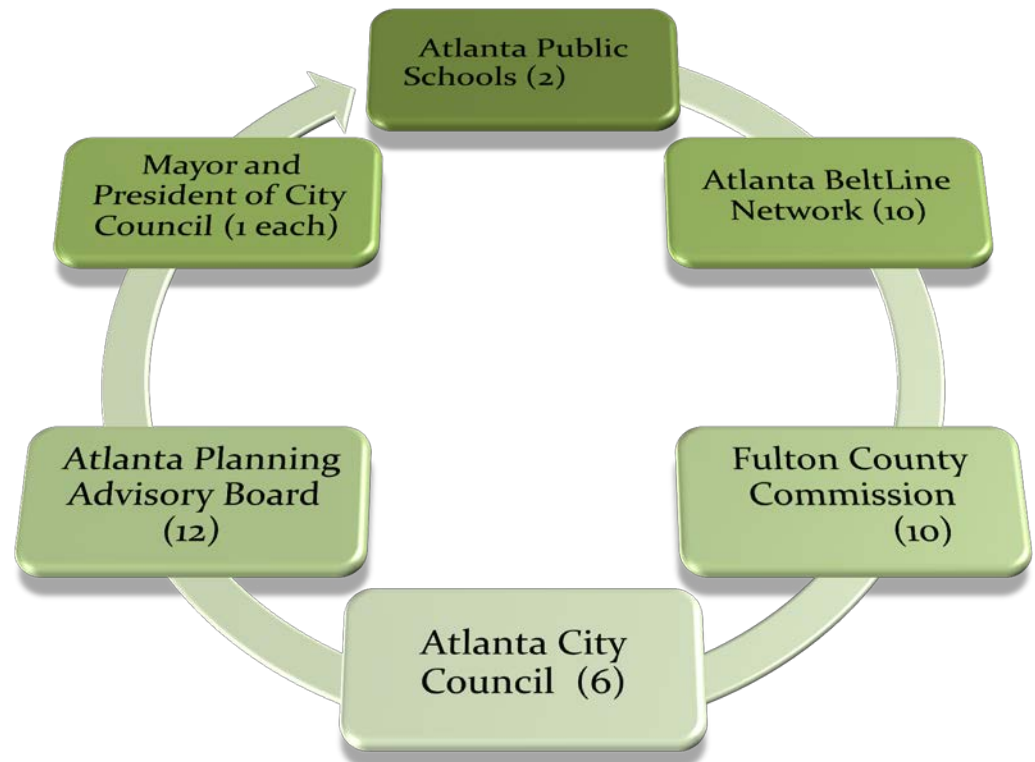 Atlanta Public
Schools (2)
Atlanta BeltLine
Network (10)
Fulton County
Commission
(10)
Atlanta City
Council (6)
Atlanta Planning
Advisory Board
(12)
Mayor and
President of City
Council (1 each)